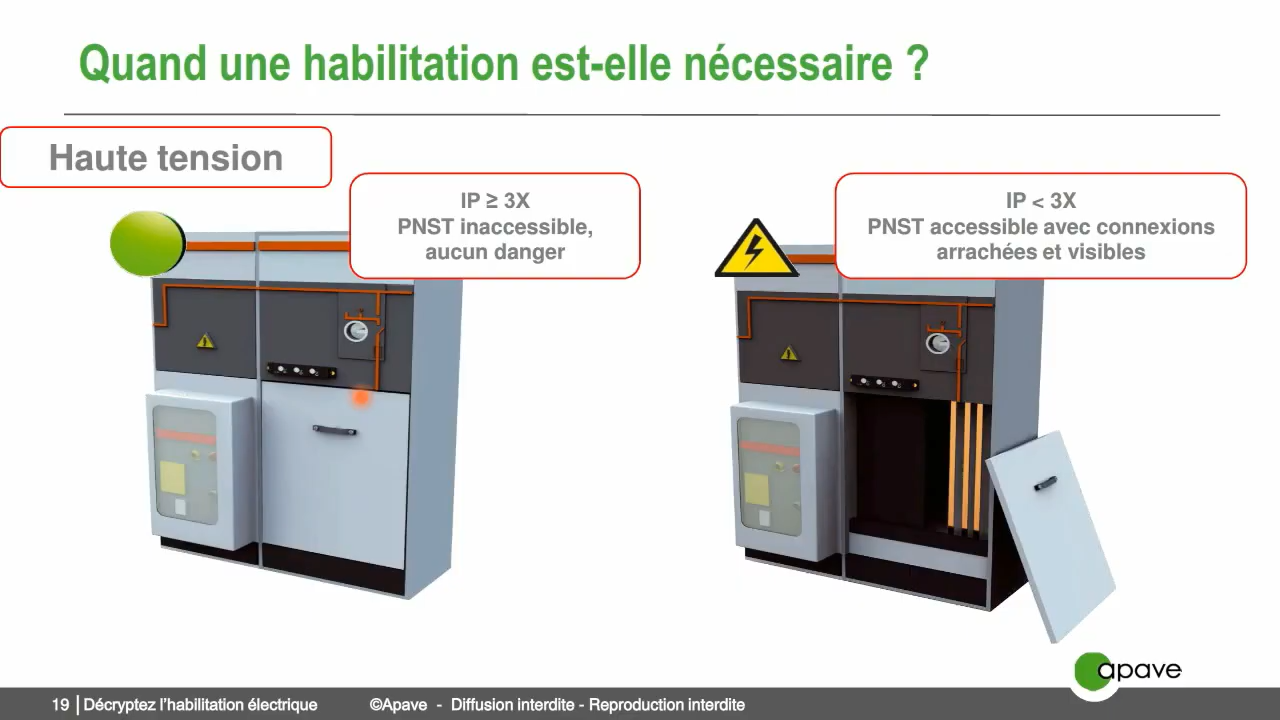 Quand une habilitation est-elle nécessaire ?
Haute tension
IP ≥ 3X
PNST inaccessible,
aucun danger
IP < 3X
PNST accessible avec connexions
arrachées et visibles
apave
19 | Décryptez l'habilitation électrique ©Apave - Diffusion interdite - Reproduction interdite